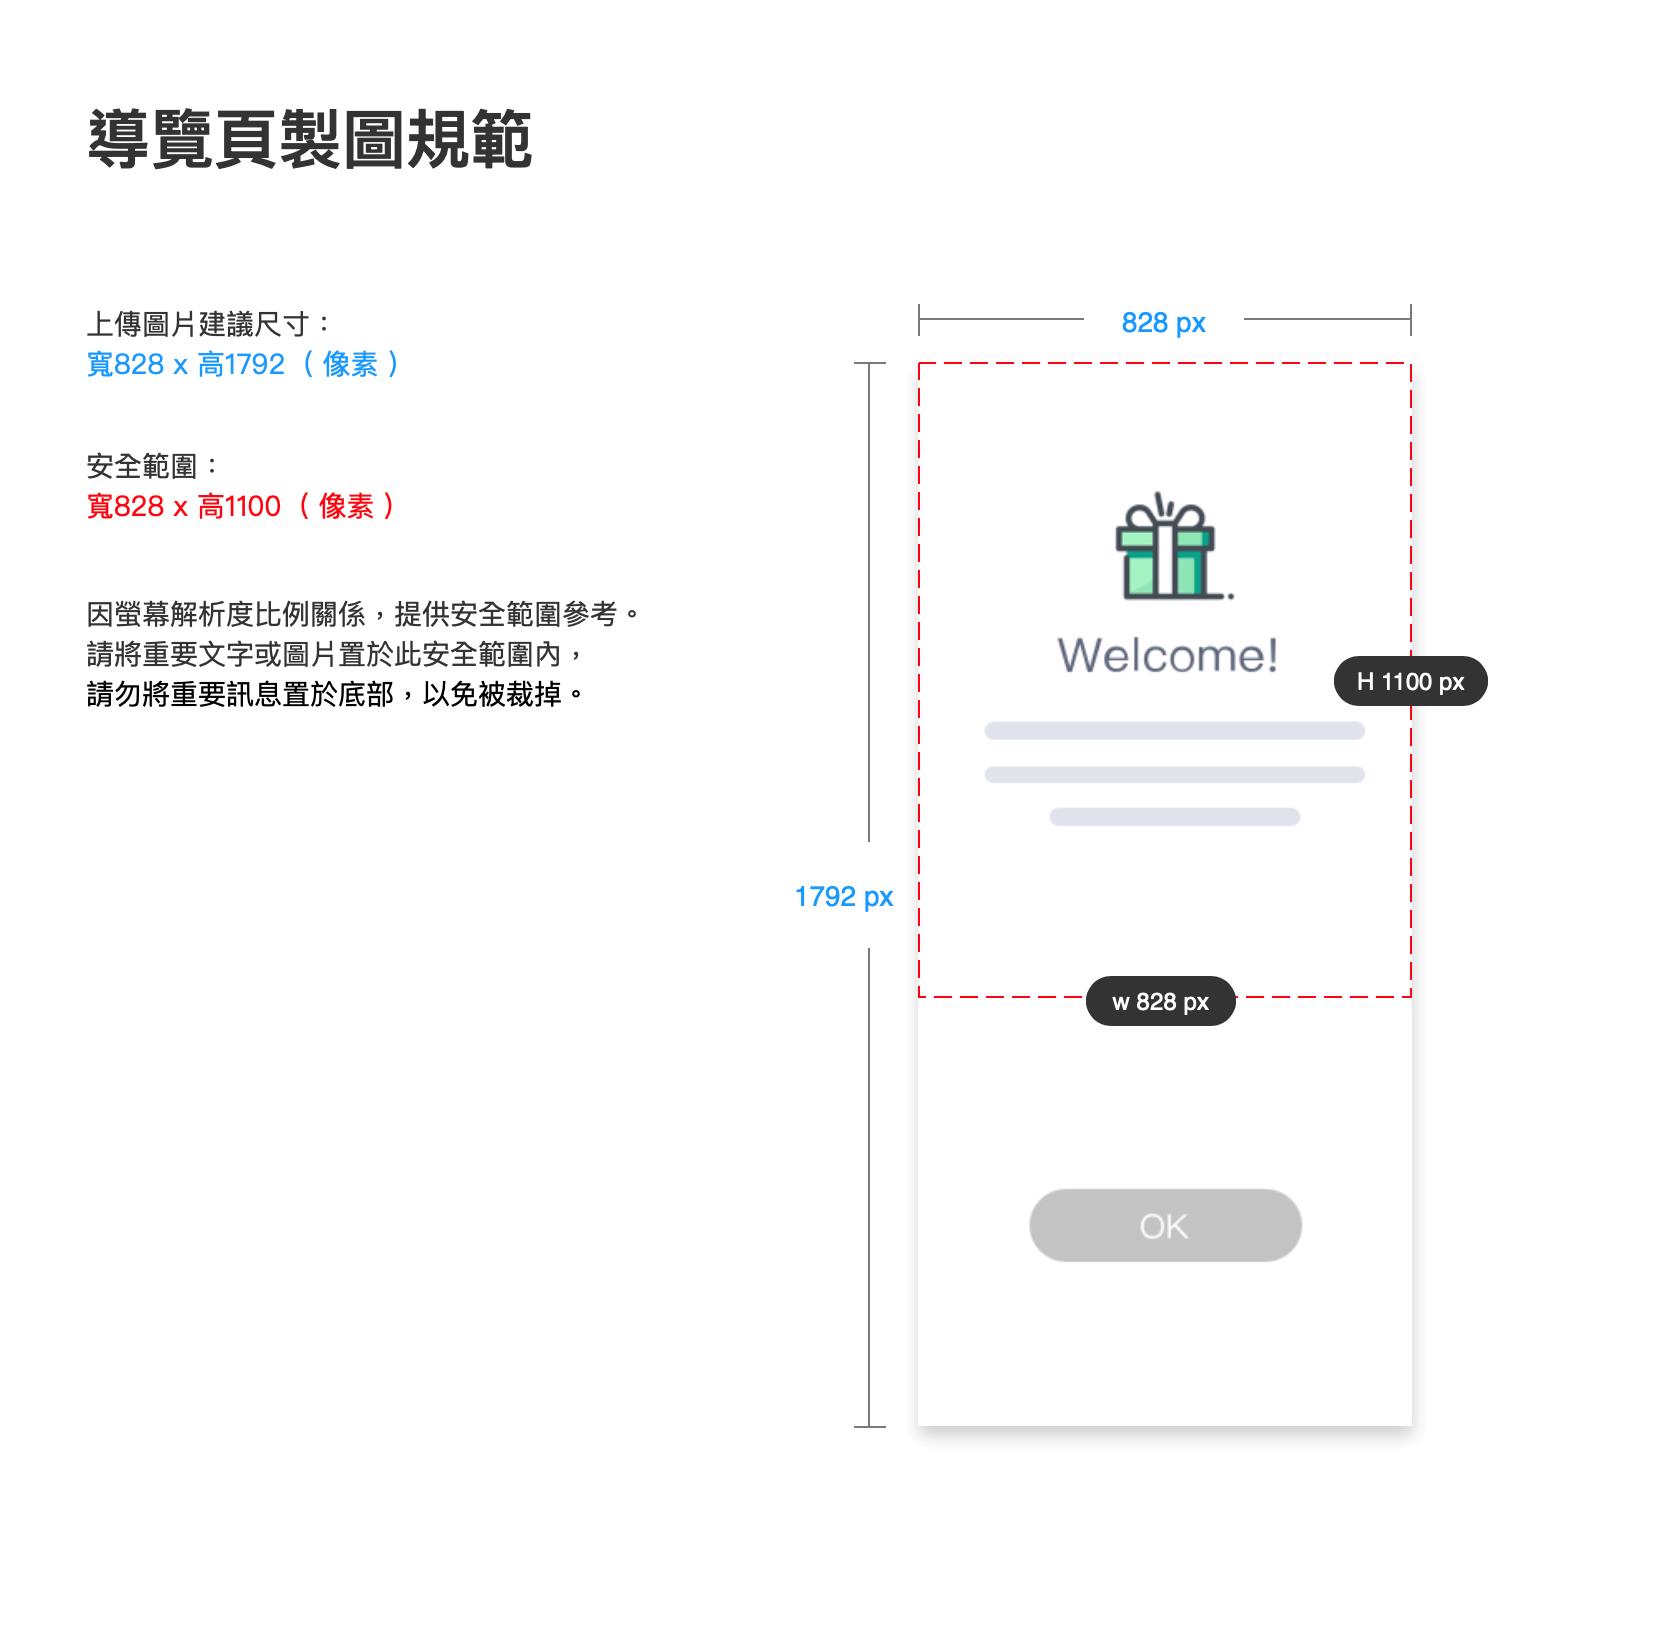 導覽頁製圖規範
上傳圖片建議尺寸：
寬828 x 高1792（像素）
安全範圍：
寬828 x 高1100（像素）
因螢幕解析度比例關係，提供安全範圍參考。
請將重要文字或圖片置於此安全範圍內，
請勿將重要訊息置於底部，以免被裁掉。
828 px
Welcome!
H 1100 px
1792 px
w 828 px
OK